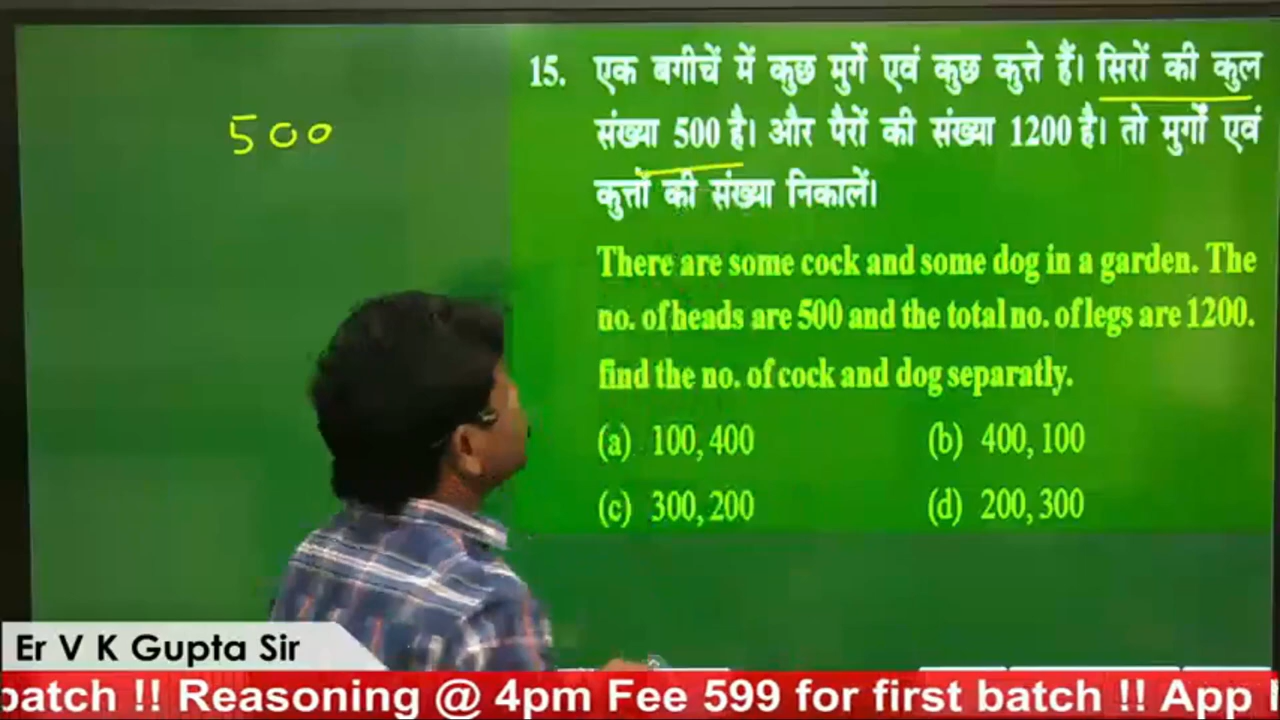 500
15. एक बगीचें में कुछ मुर्गे एवं कुछ कुत्ते हैं। सिरों की कुल
संख्या 500 है। और पैरों की संख्या 1200 है। तो मुर्गों एवं
कुत्तों की संख्या निकालें।
There are some cock and some dog in a garden. The
no. of heads are 500 and the total no. of legs are 1200.
find the no. of cock and dog separatly.
(a) 100, 400 (b) 400, 100
(c) 300, 200 (d) 200, 300
Er V K Gupta Sir
batch !! Reasoning @ 4pm Fee 599 for first batch !! App